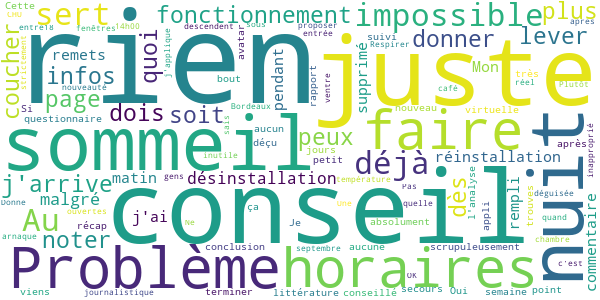 Cette sert fonctionnement impossible plus
CHU entre18 fenêtres 14h00 descendent sous proposer après
coucher remets quoi j'applique avatar entrée suivi donner lever
rien juste
strictement infos bout pendant rapport Respirer Mon très réel Plutôt
nouveauté page Si dois soit Bordeaux ventre supprimé café nouveau virtuelle
questionnaire aucun peux faire nuit
sommeil déçu sais jours après
inutile petit déjà réinstallation inapproprié
j'arrive matin gens désinstallation dès l'analyse rempli trouves déguisée
Donne malgré température Pas
conseil
Au ouvertes j'ai ça Une quelle appli quand commentaire
arnaque noter récap Ne Je absolument chambre
conclusion septembre aucune scrupuleusement c'est
Problème horaires
OK secours Oui semaine point
viens journalistique terminer littérature conseillé